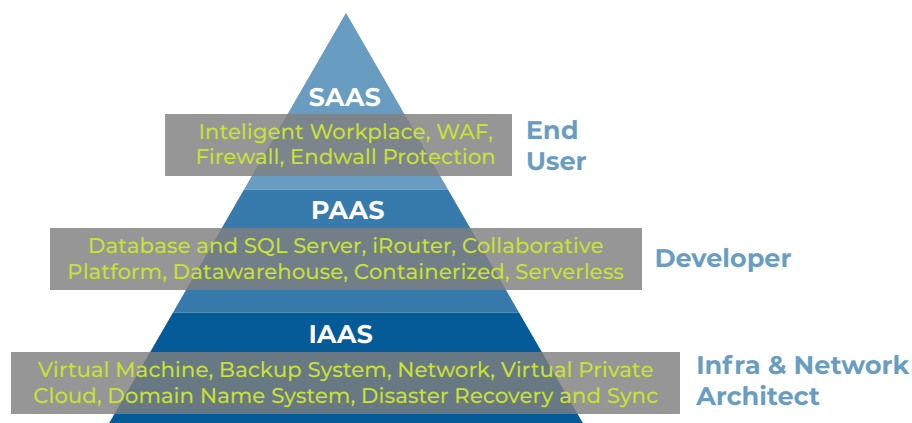 SAAS
Inteligent Workplace, WAF,
Firewall, Endwall Protection
End
User
PAAS
Database and SQL Server, iRouter, Collaborative
Platform, Datawarehouse, Containerized, Serverless
Developer
IAAS
Virtual Machine, Backup System, Network, Virtual Private
Cloud, Domain Name System, Disaster Recovery and Sync
Infra & Network
Architect